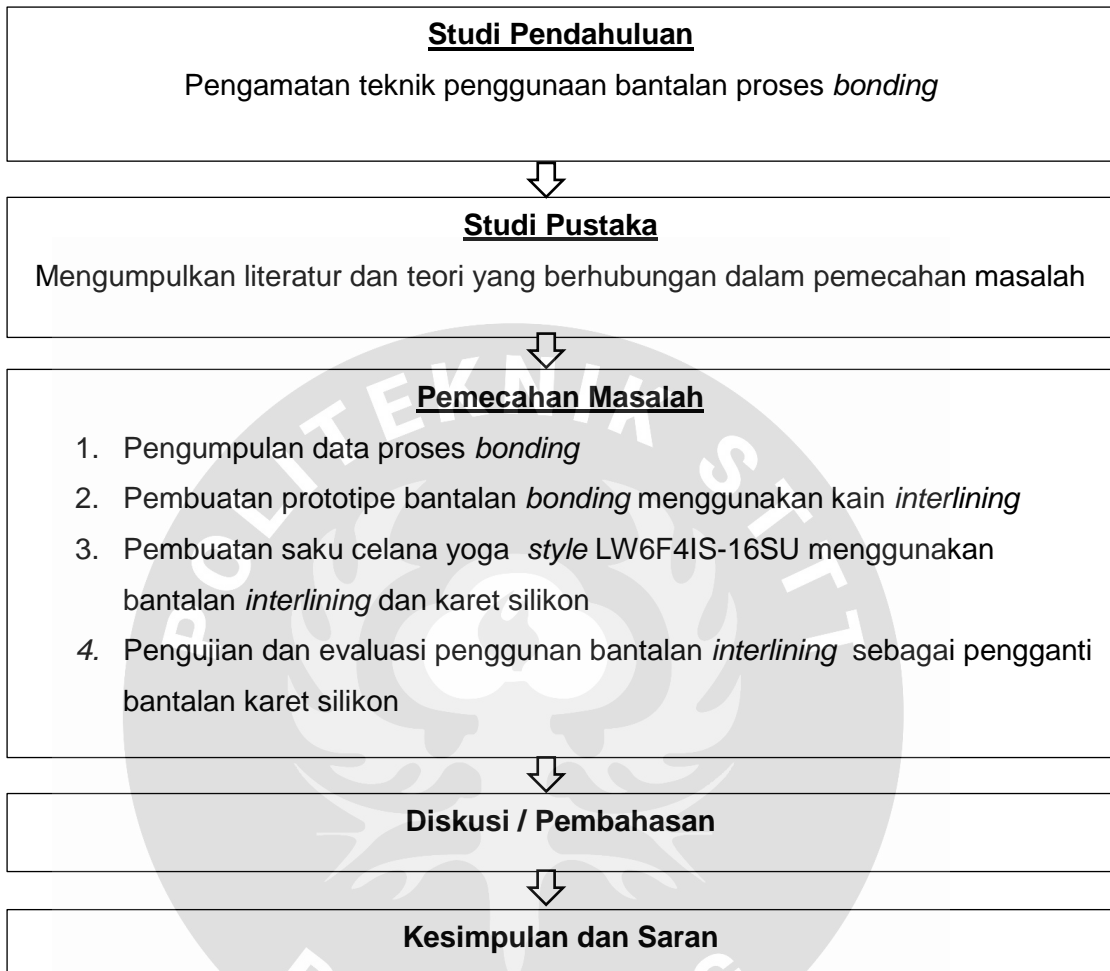 Studi Pendahuluan
Pengamatan teknik penggunaan bantalan proses bonding
Studi Pustaka
Mengumpulkan literatur dan teori yang berhubungan dalam pemecahan masalah
Pemecahan Masalah
1. Pengumpulan data proses bonding
2. Pembuatan prototipe bantalan bonding menggunakan kain interlining
3. Pembuatan saku celana yoga style LW6F4IS-16SU menggunakan
bantalan interlining dan karet silikon
4. Pengujian dan evaluasi penggunan bantalan interlining sebagai pengganti
bantalan karet silikon
Diskusi / Pembahasan
Kesimpulan dan Saran
POLITEKNIK STTT